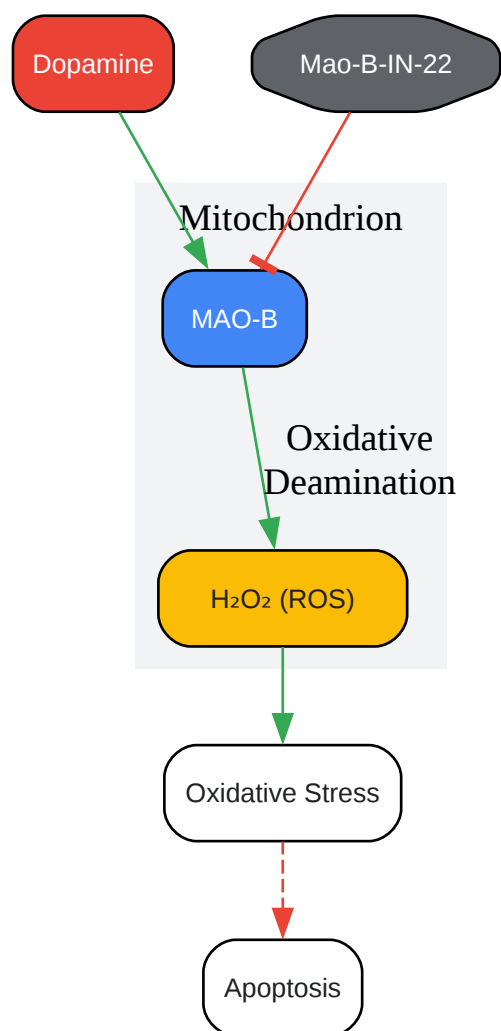 Dopamine
Mao-B-IN-22
Mitochondrion
MAO-B
Oxidative
Deamination
H₂O₂ (ROS)
Oxidative Stress
Apoptosis